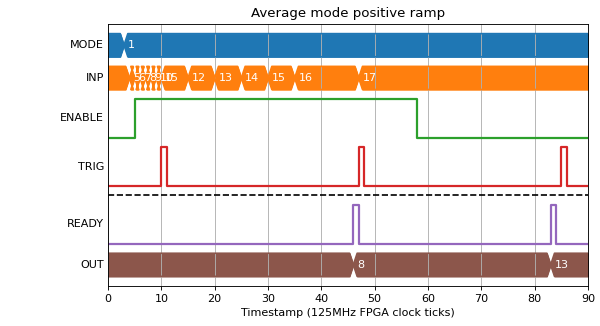 Average mode positive ramp
MODE 1
INP 5 6 7 8 9 10 15 12 13 14 15 16 17
ENABLE
TRIG
READY
OUT 8 13
0 10 20 30 40 50 60 70 80 90
Timestamp (125MHz FPGA clock ticks)